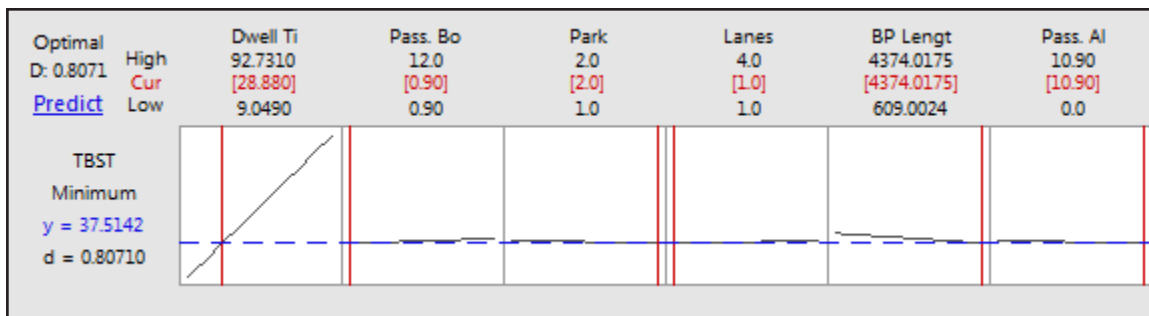 Optimal
D: 0.8071
Predict
High
Cur
Low
Dwell Ti
92.7310
[28.880]
9.0490
Pass. Bo
12.0
[0.90]
0.90
Park
2.0
[2.0]
1.0
Lanes
4.0
[1.0]
1.0
BP Lengt
4374.0175
[4374.0175]
609.0024
Pass. Al
10.90
[10.90]
0.0
TBST
Minimum
y = 37.5142
d = 0.80710